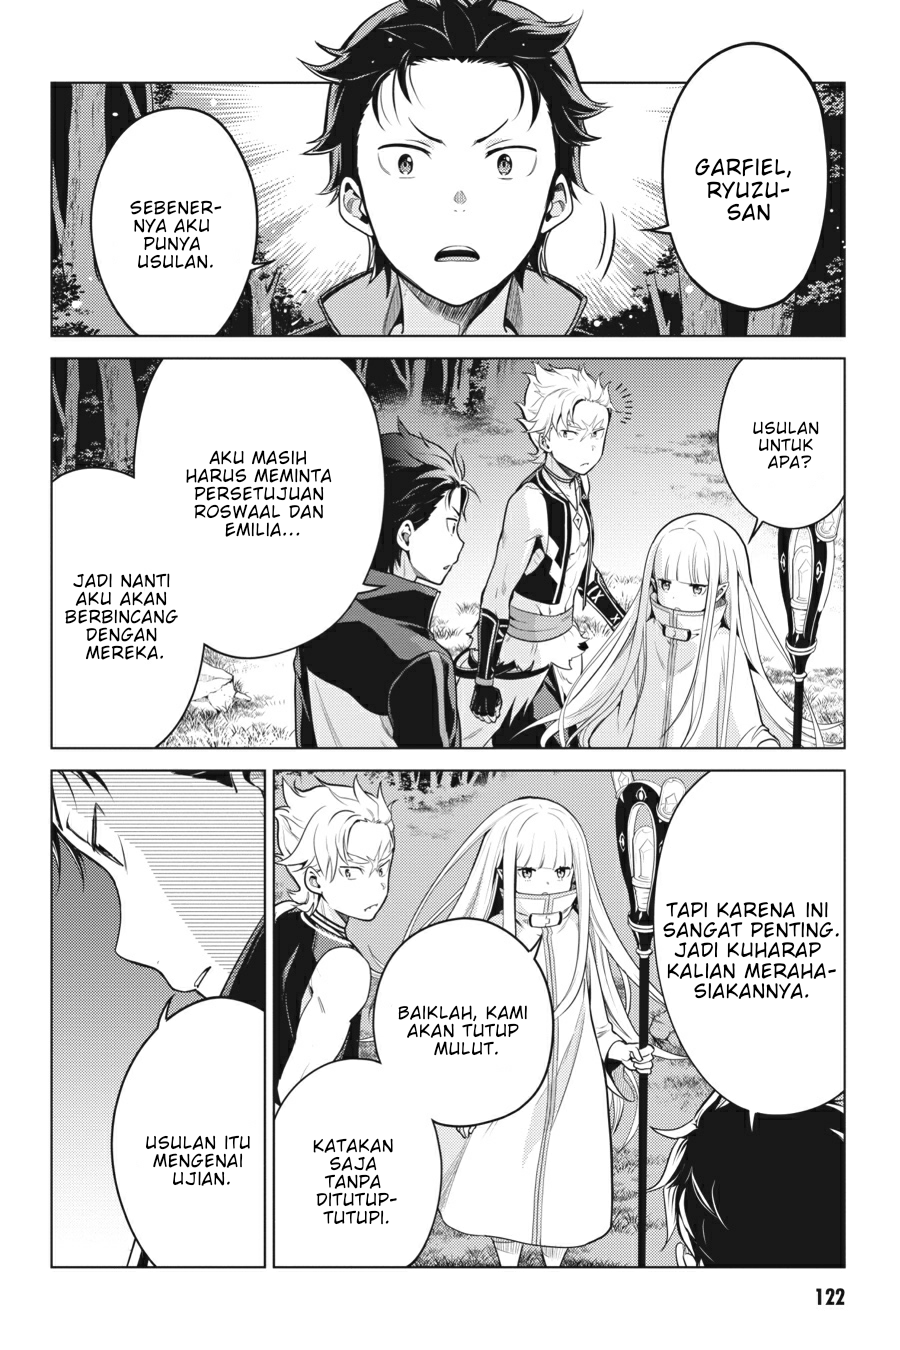 GARFIEL,
RYUZU-
SAN
SEBENER-
NYA AKU
PUNYA
USULAN.
USULAN
UNTUK
APA?
AKU MASIH
HARUS MEMINTA
PERSETUJUAN
ROSWAAL DAN
EMILIA...
JADI NANTI
AKU AKAN
BERBINCANG
DENGAN
MEREKA.
TAPI KARENA INI
SANGAT PENTING.
JADI KUHARAP
KALIAN MERAHA-
SIAKANNYA.
BAIKLAH, KAMI
AKAN TUTUP
MULUT.
KATAKAN
SAJA
TANPA
DITUTUP-
TUTUPI.
USULAN ITU
MENGENAI
UJIAN.
122